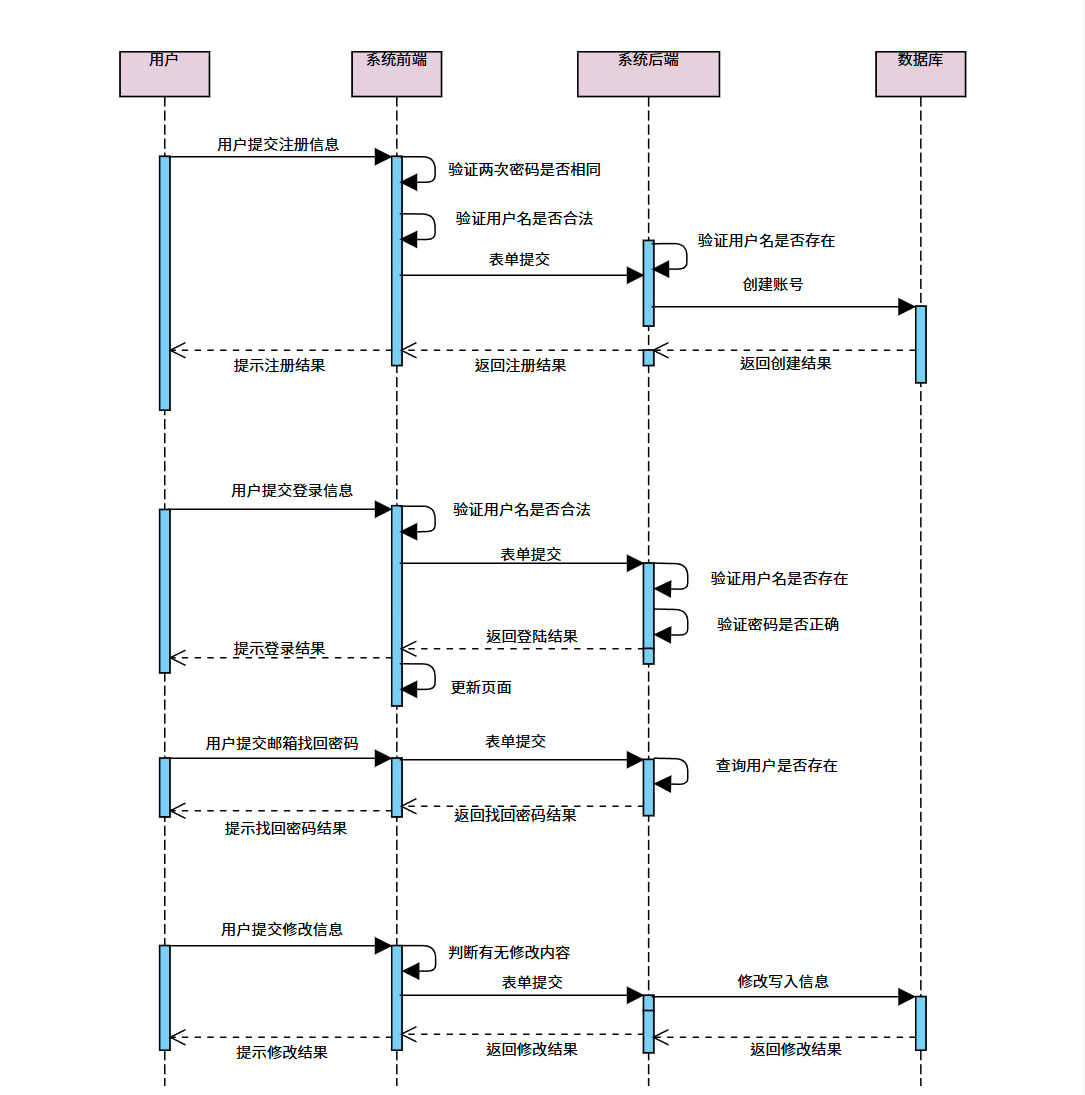 用户
系统前端
系统后端
数据库
用户提交注册信息
验证两次密码是否相同
验证用户名是否合法
验证用户名是否存在
表单提交
创建账号
提示注册结果
返回注册结果
返回创建结果
用户提交登录信息
验证用户名是否合法
表单提交
验证用户名是否存在
验证密码是否正确
返回登陆结果
提示登录结果
更新页面
用户提交邮箱找回密码
表单提交
查询用户是否存在
返回找回密码结果
提示找回密码结果
用户提交修改信息
判断有无修改内容
表单提交
修改写入信息
提示修改结果
返回修改结果
返回修改结果